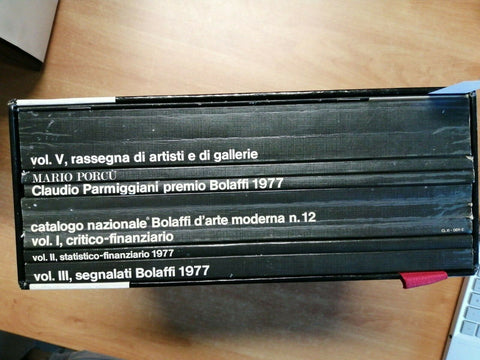 vol. V, rassegna di artisti e di gallerie
MARIO PORCÙ
Claudio Parmiggiani premio Bolaffi 1977
catalogo nazionale Bolaffi d'arte moderna n.12
vol. I, critico-finanziario
vol. II, statistico-finanziario 1977
vol. III, segnalati Bolaffi 1977